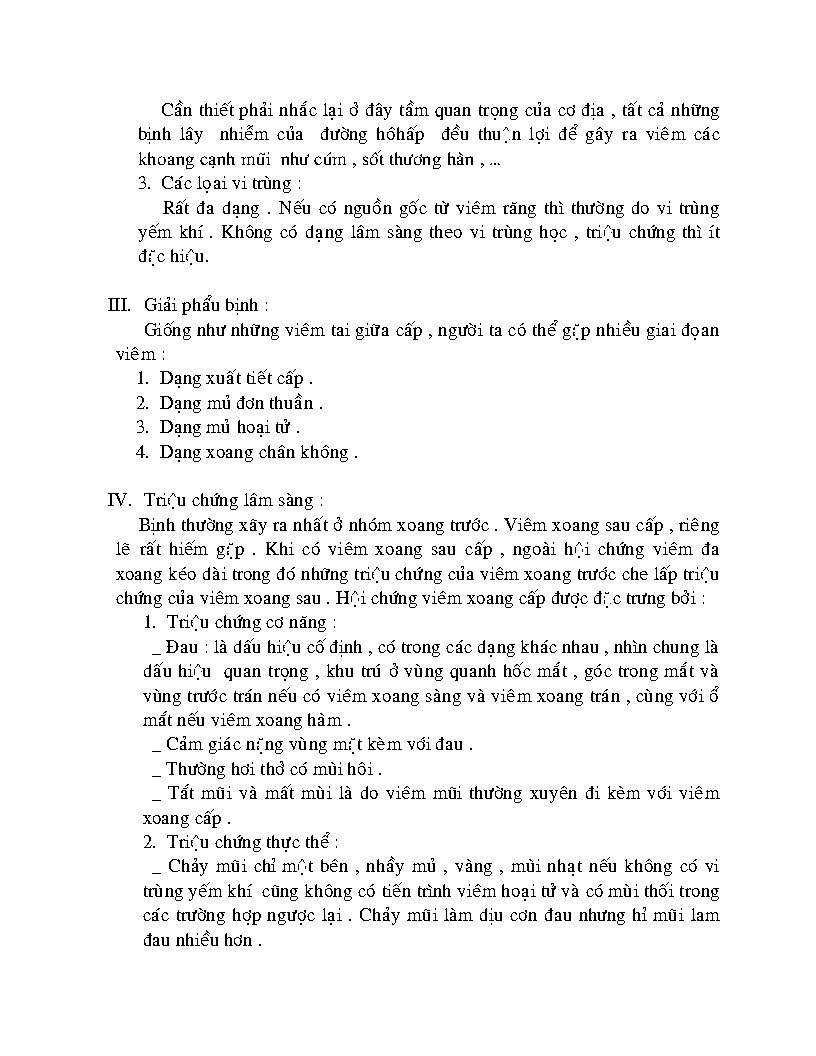 Cần thiết phải nhắc lại ở đây tầm quan trọng của cơ địa , tất cả những
bịnh lây nhiễm của đường hôhấp đều thuận lợi để gây ra viêm các
khoang cạnh mũi như cúm , sốt thương hàn , ...
3. Các lọai vi trùng :
Rất đa dạng . Nếu có nguồn gốc từ viêm răng thì thường do vi trùng
yếm khí . Không có dạng lâm sàng theo vi trùng học , triệu chứng thì ít
đặc hiệu.
III. Giải phẩu bịnh :
Giống như những viêm tai giữa cấp , người ta có thể gặp nhiều giai đọan
viêm :
1. Dạng xuất tiết cấp .
2. Dạng mủ đơn thuần .
3. Dạng mủ hoại tử .
4. Dạng xoang chân không .
IV. Triệu chứng lâm sàng :
Bịnh thường xãy ra nhất ở nhóm xoang trước . Viêm xoang sau cấp , riêng
lẽ rất hiếm gặp . Khi có viêm xoang sau cấp , ngoài hội chứng viêm đa
xoang kéo dài trong đó những triệu chứng của viêm xoang trước che lấp triệu
chứng của viêm xoang sau . Hội chứng viêm xoang cấp được đặc trưng bởi :
1. Triệu chứng cơ năng :
_ Đau : là dấu hiệu cố định , có trong các dạng khác nhau , nhìn chung là
dấu hiệu quan trọng , khu trú ở vùng quanh hốc mắt , góc trong mắt và
vùng trước trán nếu có viêm xoang sàng và viêm xoang trán , cùng với ổ
mắt nếu viêm xoang hàm .
_ Cảm giác nặng vùng mặt kèm với đau .
_ Thường hơi thở có mùi hôi .
_ Tắt mũi và mất mùi là do viêm mũi thường xuyên đi kèm với viêm
xoang cấp .
2. Triệu chứng thực thể :
_ Chảy mũi chỉ một bên , nhầy mủ , vàng , mùi nhạt nếu không có vi
trùng yếm khí cũng không có tiến trình viêm hoại tử và có mùi thối trong
các trường hợp ngược lại . Chảy mũi làm dịu cơn đau nhưng hỉ mũi lam
đau nhiều hơn .